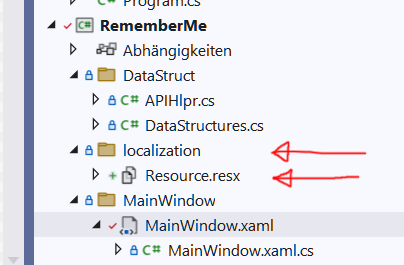 Program.cs
RememberMe
Abhängigkeiten
DataStruct
C# APIHlpr.cs
C# DataStructures.cs
localization
Resource.resx
MainWindow
MainWindow.xaml
C# MainWindow.xaml.cs